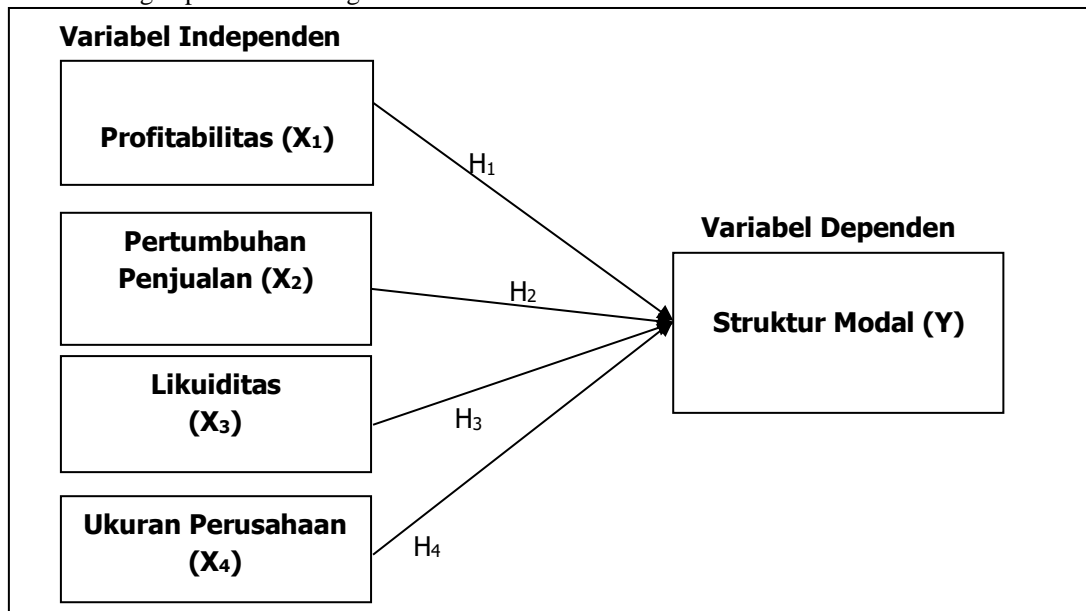 Variabel Independen
Profitabilitas (X₁)
H₁
Pertumbuhan
Penjualan (X₂)
H₂
Variabel Dependen
Struktur Modal (Y)
Likuiditas
(X₃)
H₃
Ukuran Perusahaan
(X₄)
H₄